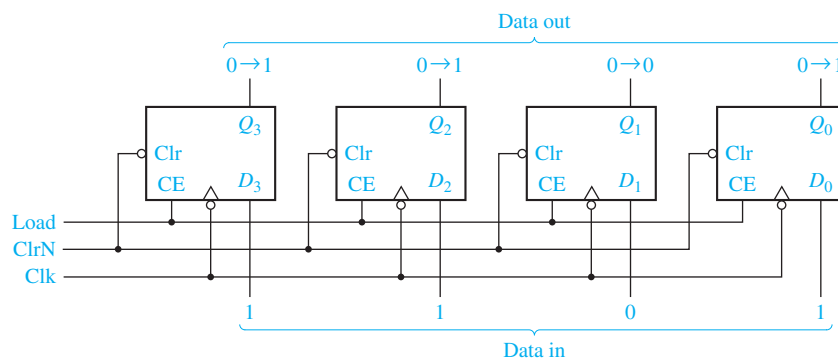 Data out
0→1 0→1 0→0 0→1
Q₃ Q₂ Q₁ Q₀
Clr Clr Clr Clr
CE D₃ CE D₂ CE D₁ CE D₀
Load
ClrN
Clk
1 1 0 1
Data in